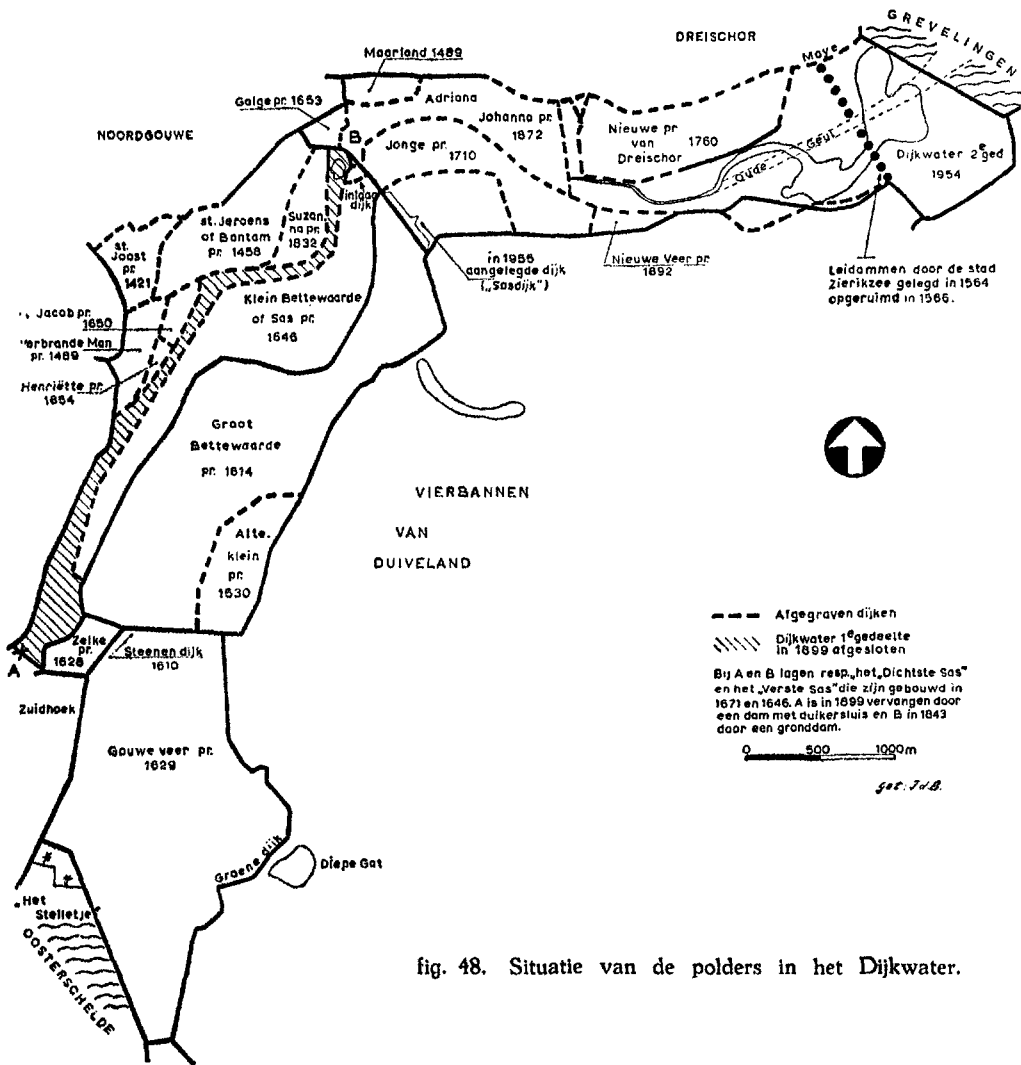 GREVELINGEN
DREISCHOR
Maarland 1489
Moye
Galge pr. 1653
Adriana
Johanna pr.
1872
NOORDGOUWE
B
Jonge pr.
1710
Nieuwe pr
van
Dreischor
1760
Oude Geul
Dijkwater 2e ged
1954
inlaag
dijk
st. Jeroens
of Bantam
pr. 1458
Suzan
na pr.
1832
st.
Joost
pr.
1421
in 1955
aangelegde dijk
("Sasdijk")
Nieuwe Veer pr.
1892
Leidammen door de stad
Zierikzee gelegd in 1564
opgeruimd in 1566.
Klein Bettewaarde
of Sas pr.
1646
Jacob pr.
1650
erbrande Man
pr. 1489
Henriëtte pr.
1854
Groot
Bettewaarde
pr. 1614
VIERBANNEN
VAN
DUIVELAND
Alte
klein
pr.
1530
Afgegraven dijken
Dijkwater 1e gedeelte
in 1899 afgesloten
Zelke
pr.
1628
Steenen dijk
1610
A
Bij A en B lagen resp. „het „Dichtste Sas"
en het „Verste Sas" die zijn gebouwd in
1671 en 1646. A is in 1899 vervangen door
een dam met duikersluis en B in 1843
door een gronddam.
Zuidhoek
0 500 1000m
get: J.d.B.
Gouwe veer pr.
1629
Groene dijk
Diepe Gat
Het
Stelletje
OOSTERSCHELDE
fig. 48. Situatie van de polders in het Dijkwater.